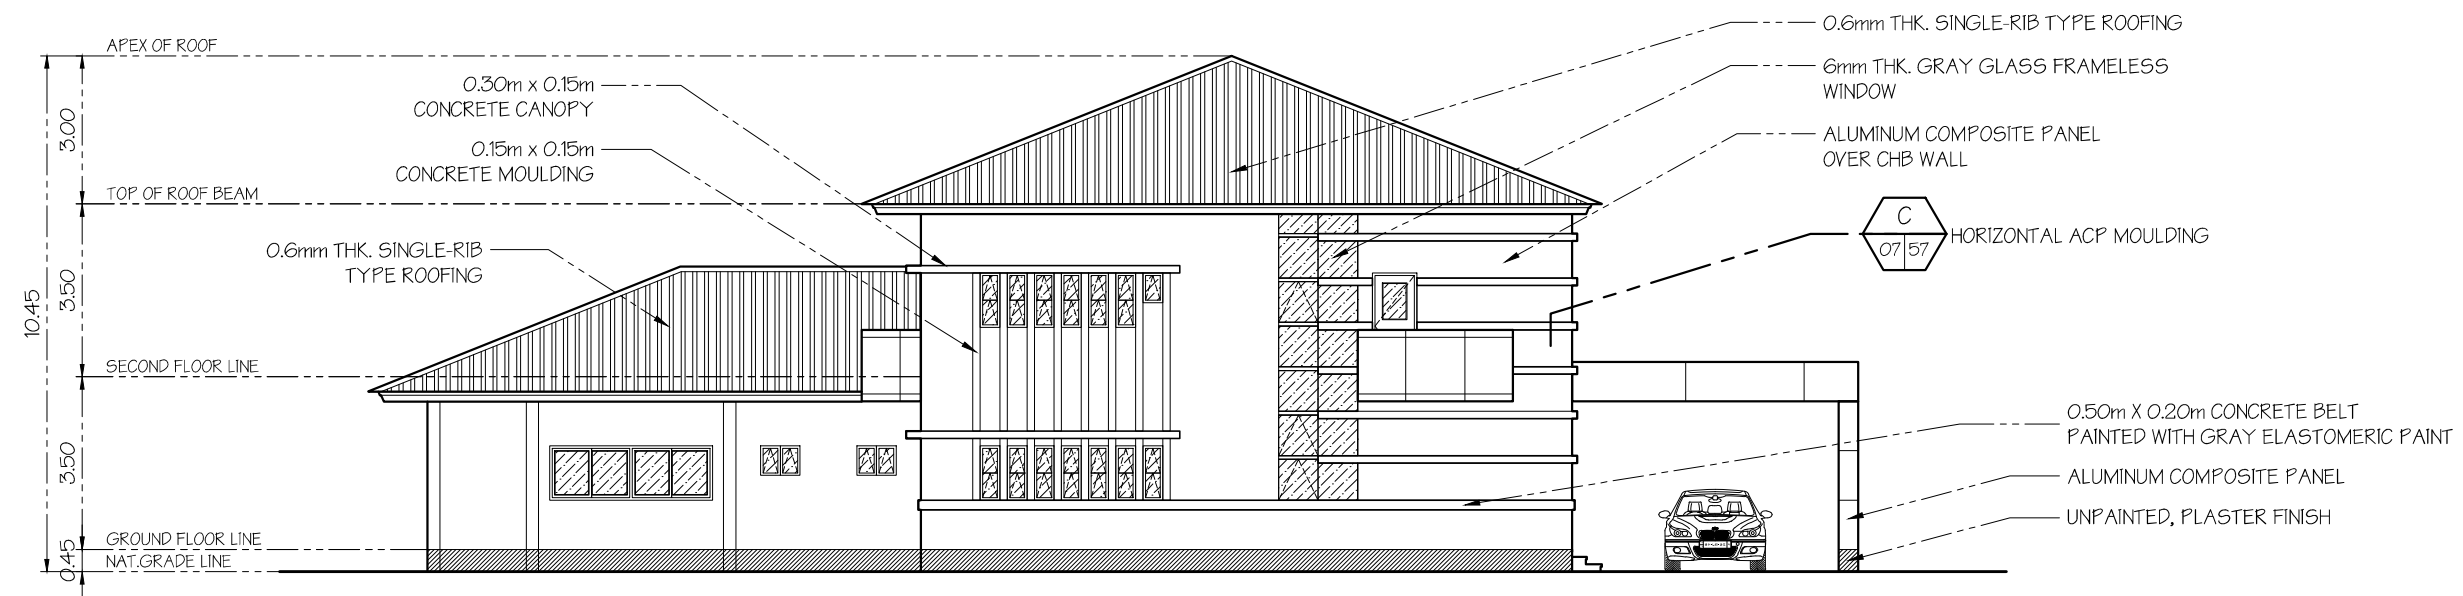 APEX OF ROOF
0.30m x 0.15m
CONCRETE CANOPY
0.15m x 0.15m
CONCRETE MOULDING
TOP OF ROOF BEAM
0.6mm THK. SINGLE-RIB
TYPE ROOFING
SECOND FLOOR LINE
GROUND FLOOR LINE
NAT.GRADE LINE
10.45
3.00
3.50
3.50
0.45
0.6mm THK. SINGLE-RIB TYPE ROOFING
6mm THK. GRAY GLASS FRAMELESS
WINDOW
ALUMINUM COMPOSITE PANEL
OVER CHB WALL
C
07 57
HORIZONTAL ACP MOULDING
0.50m X 0.20m CONCRETE BELT
PAINTED WITH GRAY ELASTOMERIC PAINT
ALUMINUM COMPOSITE PANEL
UNPAINTED, PLASTER FINISH